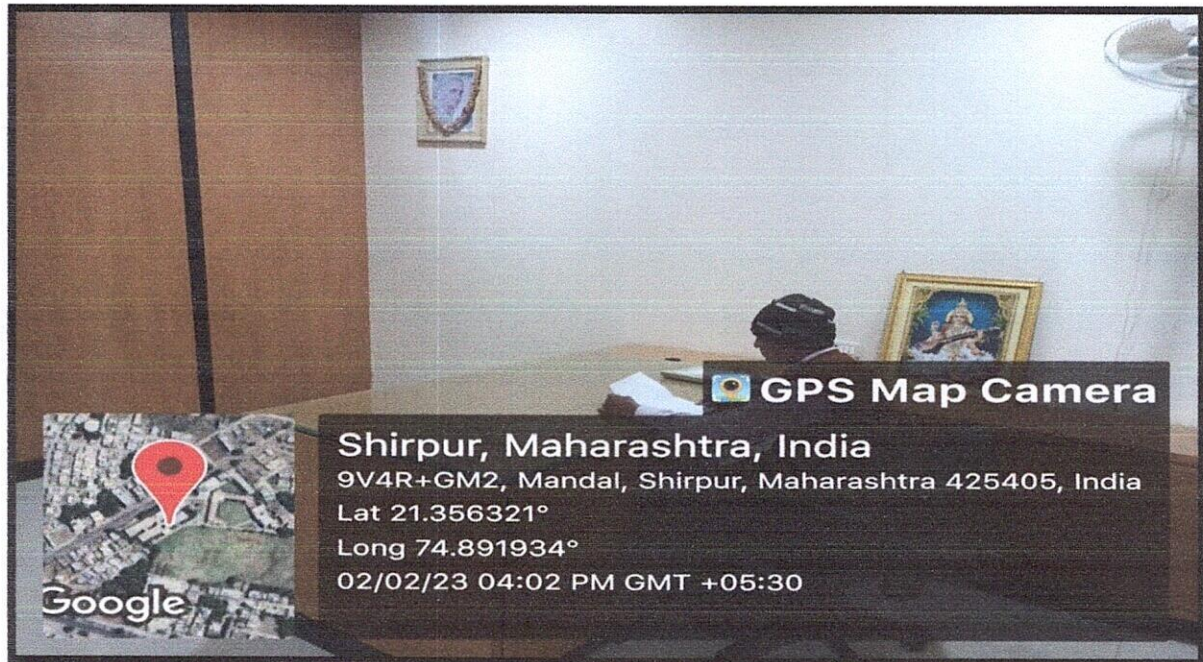 GPS Map Camera
Shirpur, Maharashtra, India
9V4R+GM2, Mandal, Shirpur, Maharashtra 425405, India
Lat 21.356321°
Long 74.891934°
02/02/23 04:02 PM GMT +05:30
Google